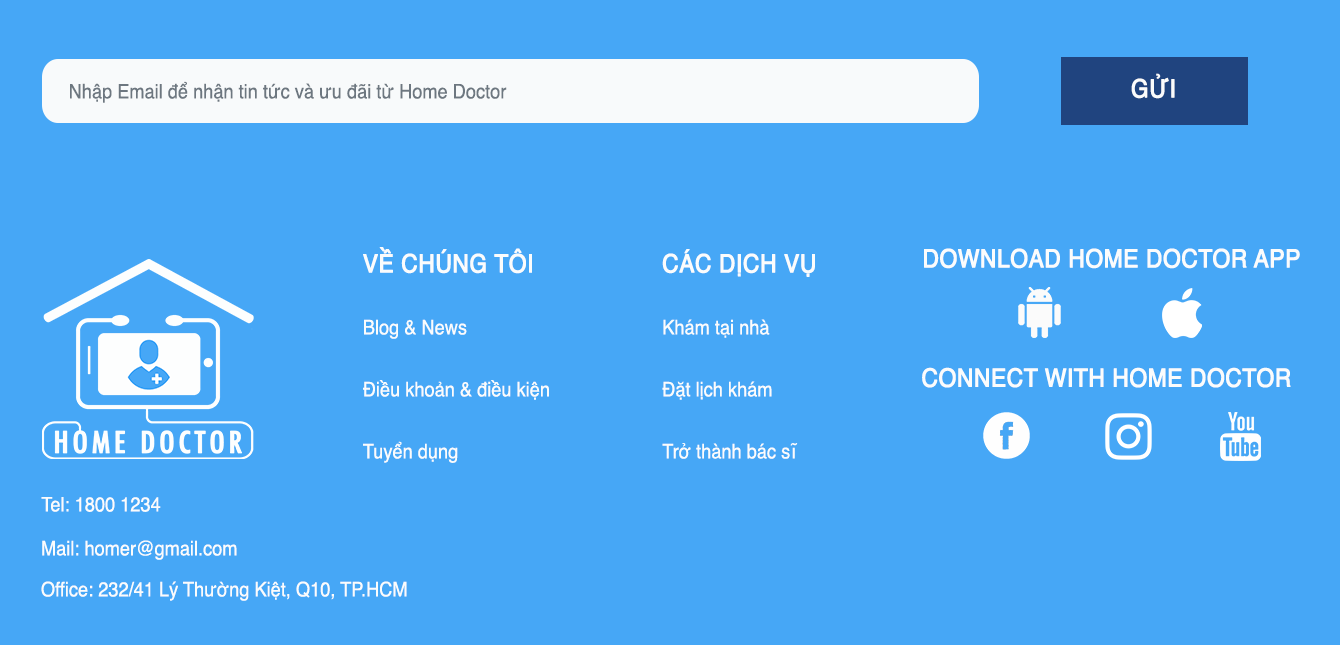 Nhập Email để nhận tin tức và ưu đãi từ Home Doctor
GỬI
HOME DOCTOR
Tel: 1800 1234
Mail: homer@gmail.com
Office: 232/41 Lý Thường Kiệt, Q10, TP.HCM
VỀ CHÚNG TÔI
Blog & News
Điều khoản & điều kiện
Tuyển dụng
CÁC DỊCH VỤ
Khám tại nhà
Đặt lịch khám
Trở thành bác sĩ
DOWNLOAD HOME DOCTOR APP
CONNECT WITH HOME DOCTOR
f
You
Tube